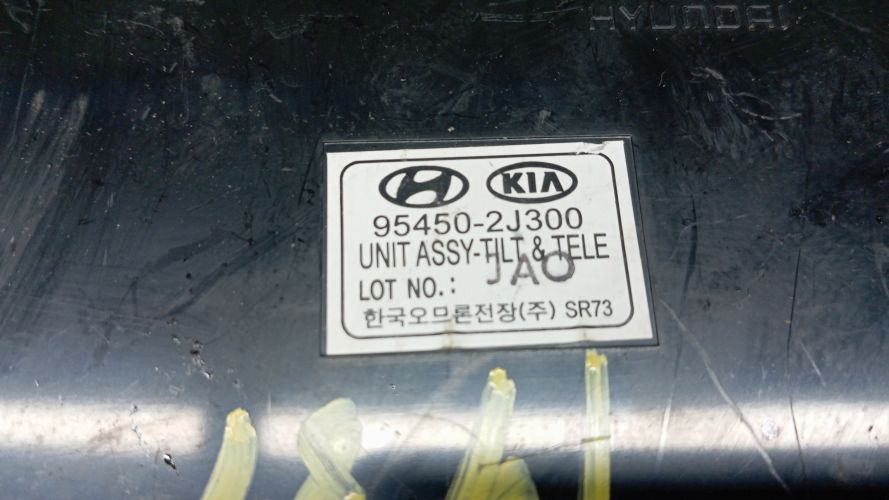 HYUNDAI
KIA
95450-2J300
UNIT ASSY-TILT & TELE
LOT NO.: JAO
한국오므론전장(주) SR73